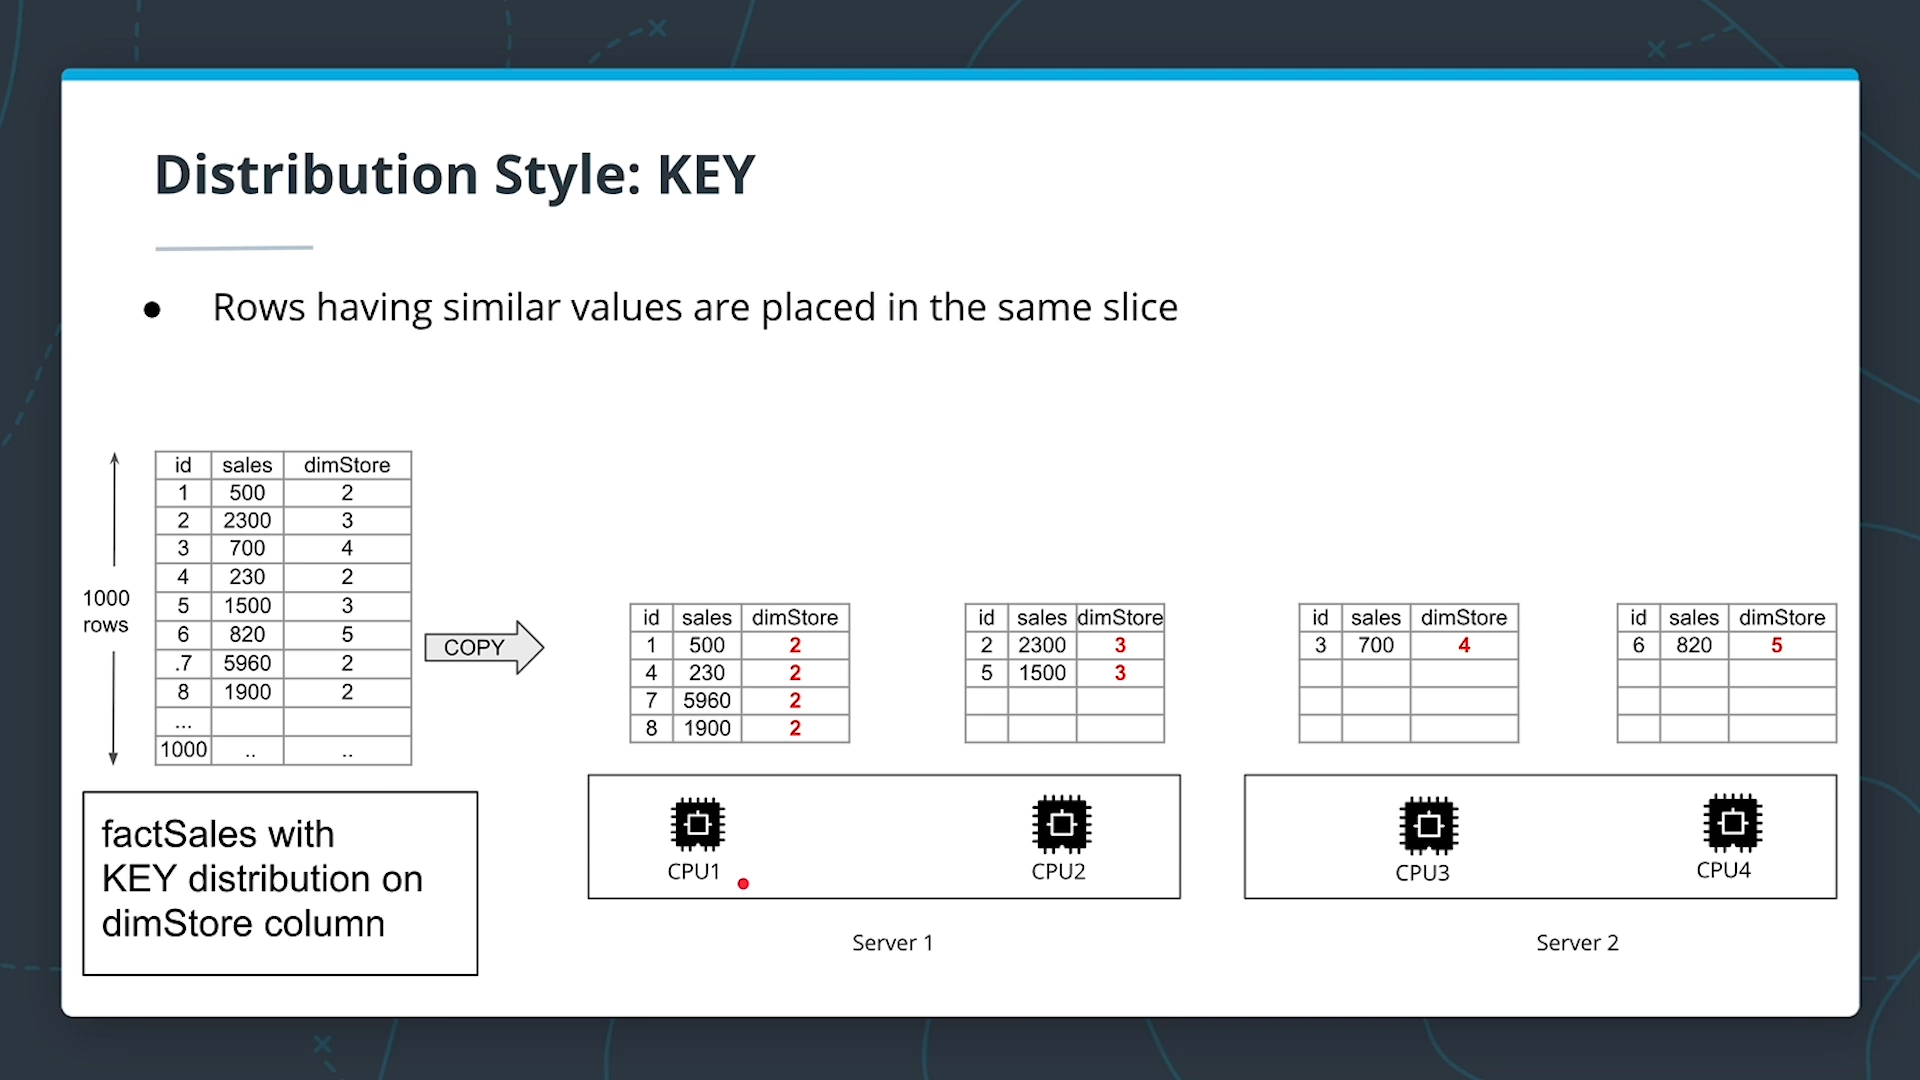 Distribution Style: KEY
● Rows having similar values are placed in the same slice
id sales dimStore
1 500 2
2 2300 3
3 700 4
4 230 2
5 1500 3
6 820 5
.7 5960 2
8 1900 2
...
1000 .. ..
1000
rows
COPY
factSales with
KEY distribution on
dimStore column
id sales dimStore
1 500 2
4 230 2
7 5960 2
8 1900 2
id sales dimStore
2 2300 3
5 1500 3
id sales dimStore
3 700 4
id sales dimStore
6 820 5
CPU1
CPU2
CPU3
CPU4
Server 1
Server 2